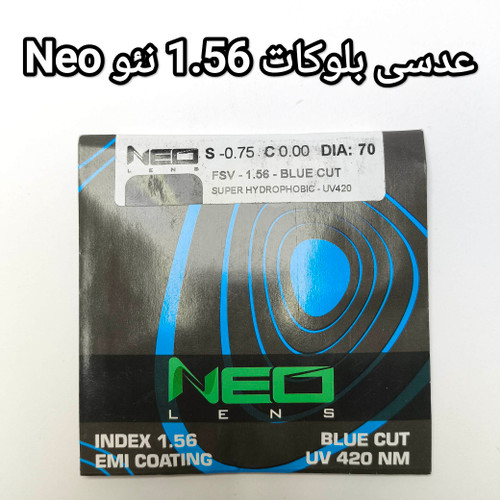 عدسی بلوکات 1.56 نئو Neo
NEO S -0.75 C 0.00 DIA: 70
LENS FSV - 1.56 - BLUE CUT
SUPER HYDROPHOBIC - UV420
NEO
LENS
INDEX 1.56 BLUE CUT
EMI COATING UV 420 NM